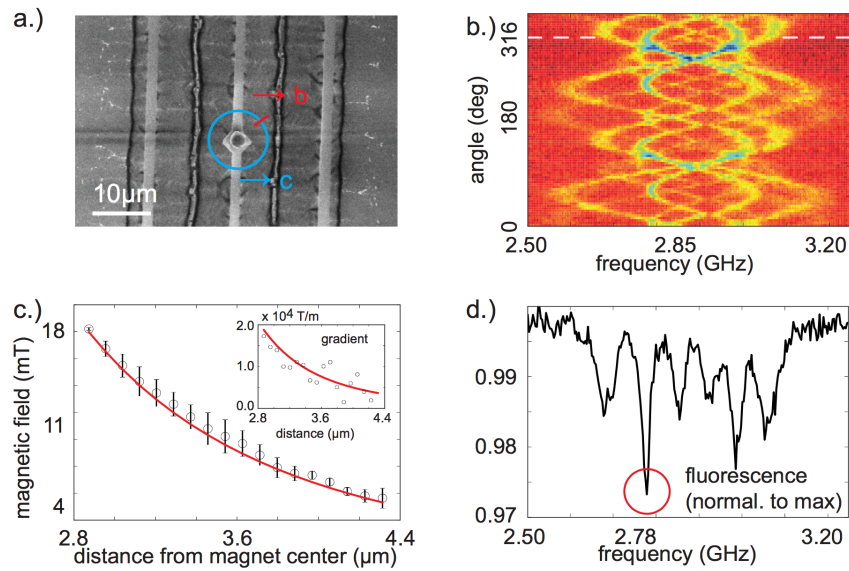 a.)
b
c
10µm
b.)
316
180
0
angle (deg)
2.50
2.85
3.20
frequency (GHz)
c.)
18
11
4
magnetic field (mT)
2.8
3.6
4.4
distance from magnet center (µm)
x 10⁴ T/m
gradient
2.0
1.0
0.0
2.8
3.6
4.4
distance (µm)
d.)
0.99
0.98
0.97
fluorescence
(normal. to max)
2.50
2.78
3.20
frequency (GHz)